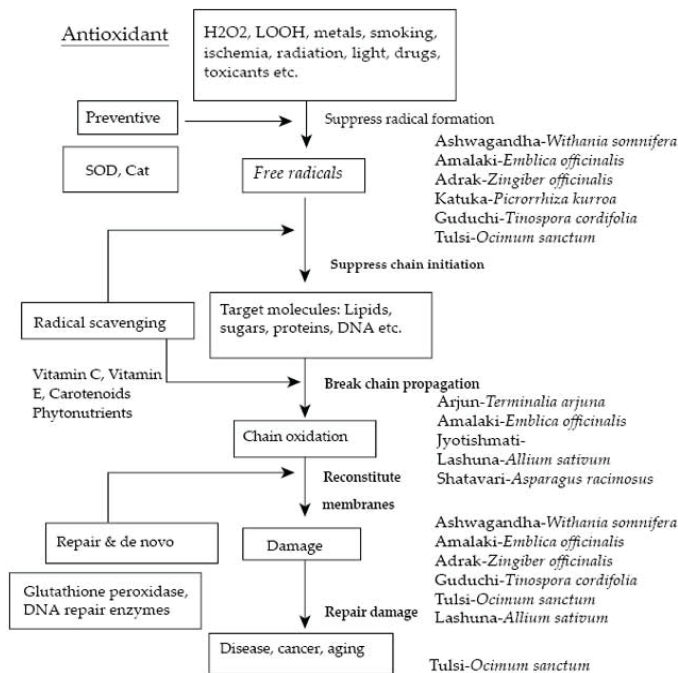 Antioxidant
H2O2, LOOH, metals, smoking,
ischemia, radiation, light, drugs,
toxicants etc.
Preventive
Suppress radical formation
SOD, Cat
Free radicals
Ashwagandha-Withania somnifera
Amalaki-Emblica officinalis
Adrak-Zingiber officinalis
Katuka-Picrorrhiza kurroa
Guduchi-Tinospora cordifolia
Tulsi-Ocimum sanctum
Suppress chain initiation
Radical scavenging
Target molecules: Lipids,
sugars, proteins, DNA etc.
Vitamin C, Vitamin
E, Carotenoids
Phytonutrients
Break chain propagation
Arjun-Terminalia arjuna
Amalaki-Emblica officinalis
Jyotishmati-
Lashuna-Allium sativum
Shatavari-Asparagus racimosus
Chain oxidation
Reconstitute
membranes
Repair & de novo
Damage
Ashwagandha-Withania somnifera
Amalaki-Emblica officinalis
Adrak-Zingiber officinalis
Guduchi-Tinospora cordifolia
Tulsi-Ocimum sanctum
Lashuna-Allium sativum
Glutathione peroxidase,
DNA repair enzymes
Repair damage
Disease, cancer, aging
Tulsi-Ocimum sanctum